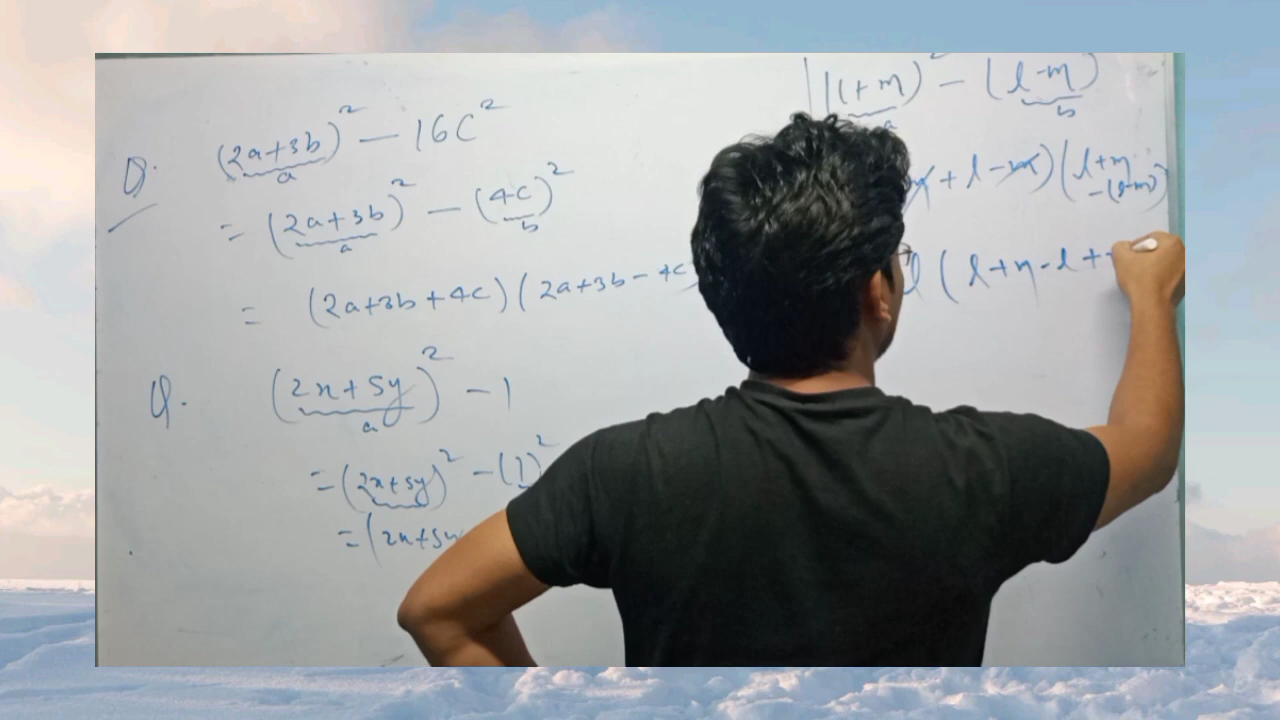 Q. (2a+3b)² - 16C²
a
= (2a+3b)² - (4c)²
a b
= (2a+3b+4c)(2a+3b-4c
Q. (2x+5y)² - 1
a
= (2x+5y)² - (1)²
= (2x+5y
(l+m)² - (l-m)
a b
m + l - m)(l+m
-(l-m))
l(l+m-l+